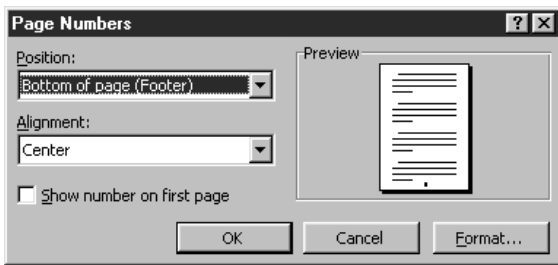 Page Numbers
Position:
Bottom of page (Footer)
Alignment:
Center
Show number on first page
Preview
OK
Cancel
Format...